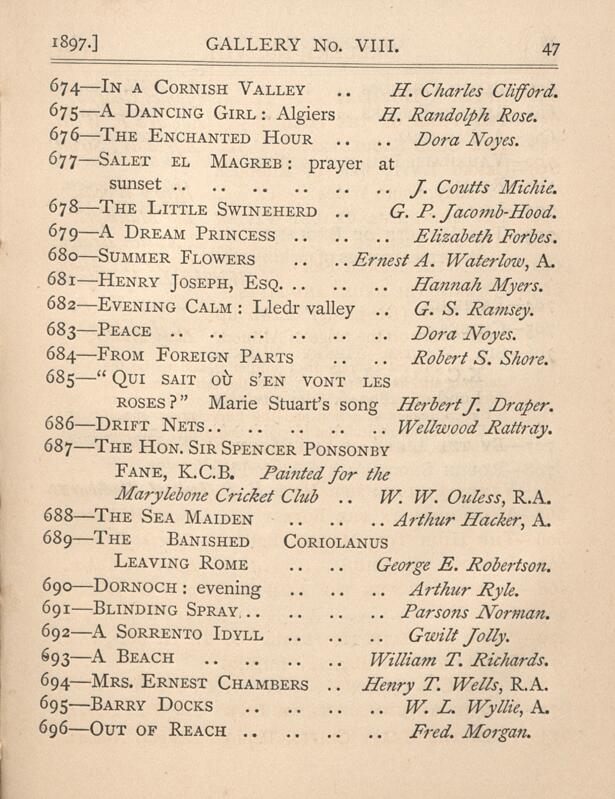 1897.] GALLERY No. VIII. 47
674—In a Cornish Valley .. H. Charles Clifford.
675—A Dancing Girl: Algiers H. Randolph Rose.
676—The Enchanted Hour .. .. Dora Noyes.
677—Salet el Magreb: prayer at
sunset .. .. .. .. .. .. .. J. Coutts Michie.
678—The Little Swineherd .. G. P. Jacomb-Hood.
679—A Dream Princess .. .. .. Elizabeth Forbes.
680—Summer Flowers .. .. Ernest A. Waterlow, A.
681—Henry Joseph, Esq. .. .. .. Hannah Myers.
682—Evening Calm: Lledr valley .. G. S. Ramsey.
683—Peace .. .. .. .. .. .. Dora Noyes.
684—From Foreign Parts .. .. Robert S. Shore.
685—“Qui sait où s'en vont les
roses?” Marie Stuart's song Herbert J. Draper.
686—Drift Nets .. .. .. .. .. Wellwood Rattray.
687—The Hon. Sir Spencer Ponsonby
Fane, K.C.B. Painted for the
Marylebone Cricket Club .. W. W. Ouless, R.A.
688—The Sea Maiden .. .. .. Arthur Hacker, A.
689—The Banished Coriolanus
Leaving Rome .. .. George E. Robertson.
690—Dornoch: evening .. .. .. Arthur Ryle.
691—Blinding Spray .. .. .. .. Parsons Norman.
692—A Sorrento Idyll .. .. .. Gwilt Jolly.
693—A Beach .. .. .. .. William T. Richards.
694—Mrs. Ernest Chambers .. Henry T. Wells, R.A.
695—Barry Docks .. .. .. .. W. L. Wyllie, A.
696—Out of Reach .. .. .. .. Fred. Morgan.